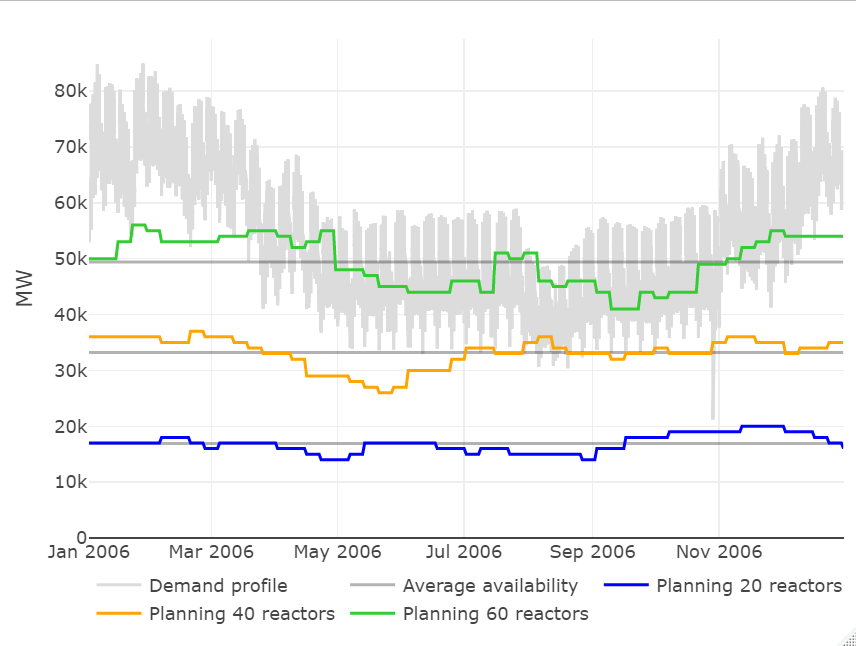 80k
70k
60k
50k
40k
30k
20k
10k
0
MW
Jan 2006 Mar 2006 May 2006 Jul 2006 Sep 2006 Nov 2006
Demand profile Average availability Planning 20 reactors
Planning 40 reactors Planning 60 reactors